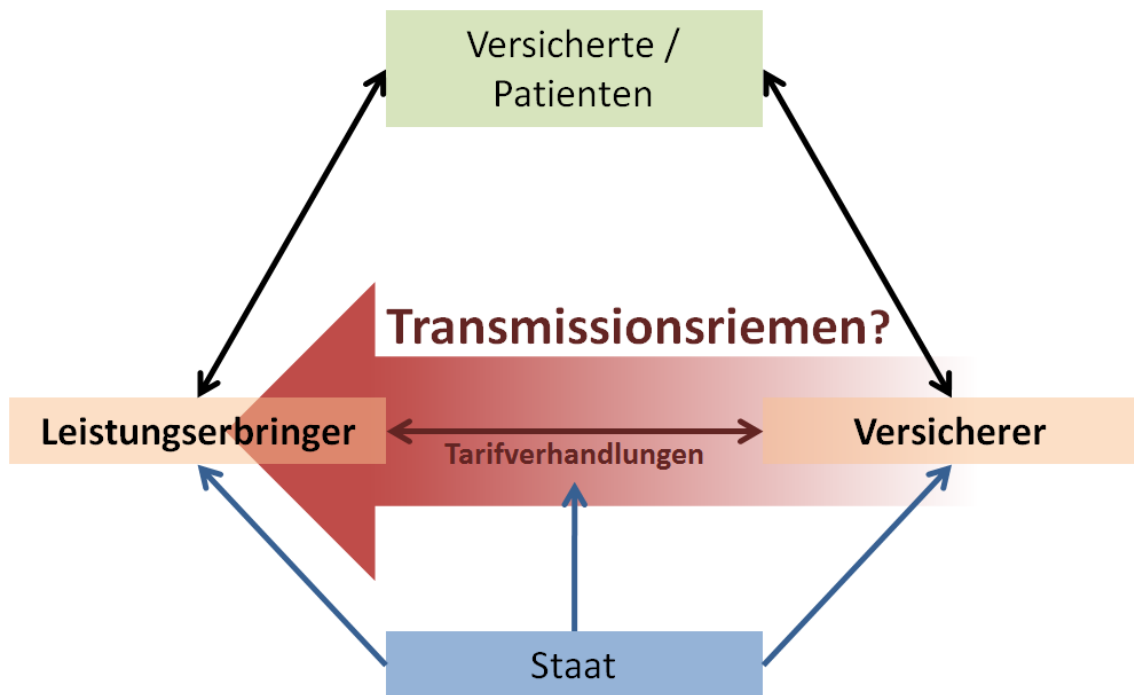 Versicherte /
Patienten
Transmissionsriemen?
Leistungserbringer
Versicherer
Tarifverhandlungen
Staat